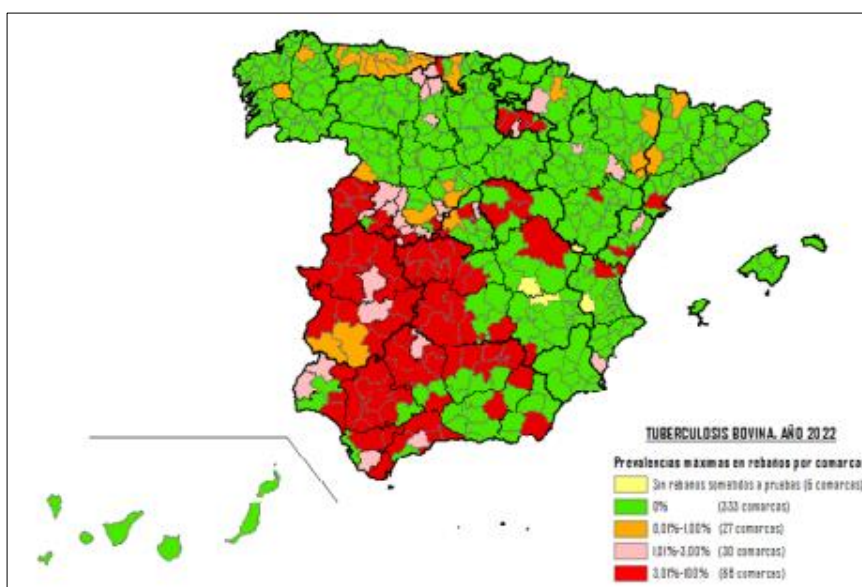 TUBERCULOSIS BOVINA. AÑO 2022
Prevalencias máximas en rebaños por comarca
Sin rebaños sometidos a pruebas (6 comarcas)
0% (333 comarcas)
0,01%-1,00% (27 comarcas)
1,01%-3,00% (30 comarcas)
3,01%-100% (66 comarcas)